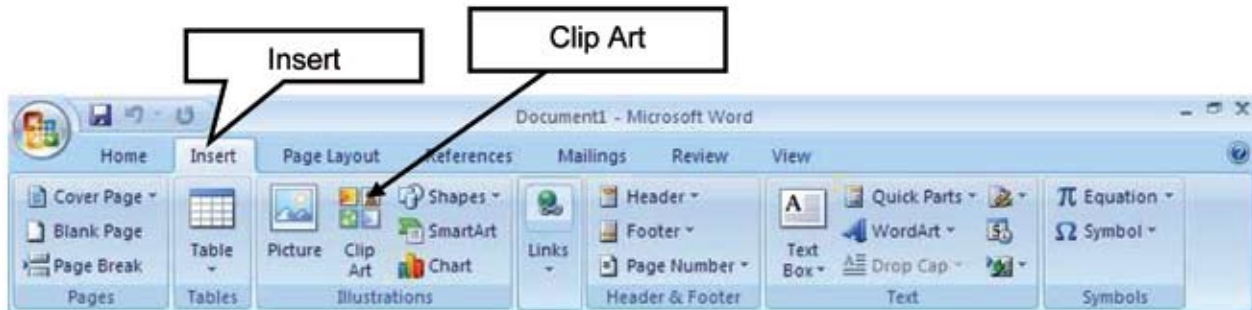 Insert
Clip Art
Document1 - Microsoft Word
Home Insert Page Layout References Mailings Review View
Cover Page
Blank Page
Page Break
Pages
Table
Tables
Picture
Clip
Art
Shapes
SmartArt
Chart
Illustrations
Links
Header
Footer
Page Number
Header & Footer
A
Text
Box
Quick Parts
WordArt
Drop Cap
Text
π Equation
Ω Symbol
Symbols